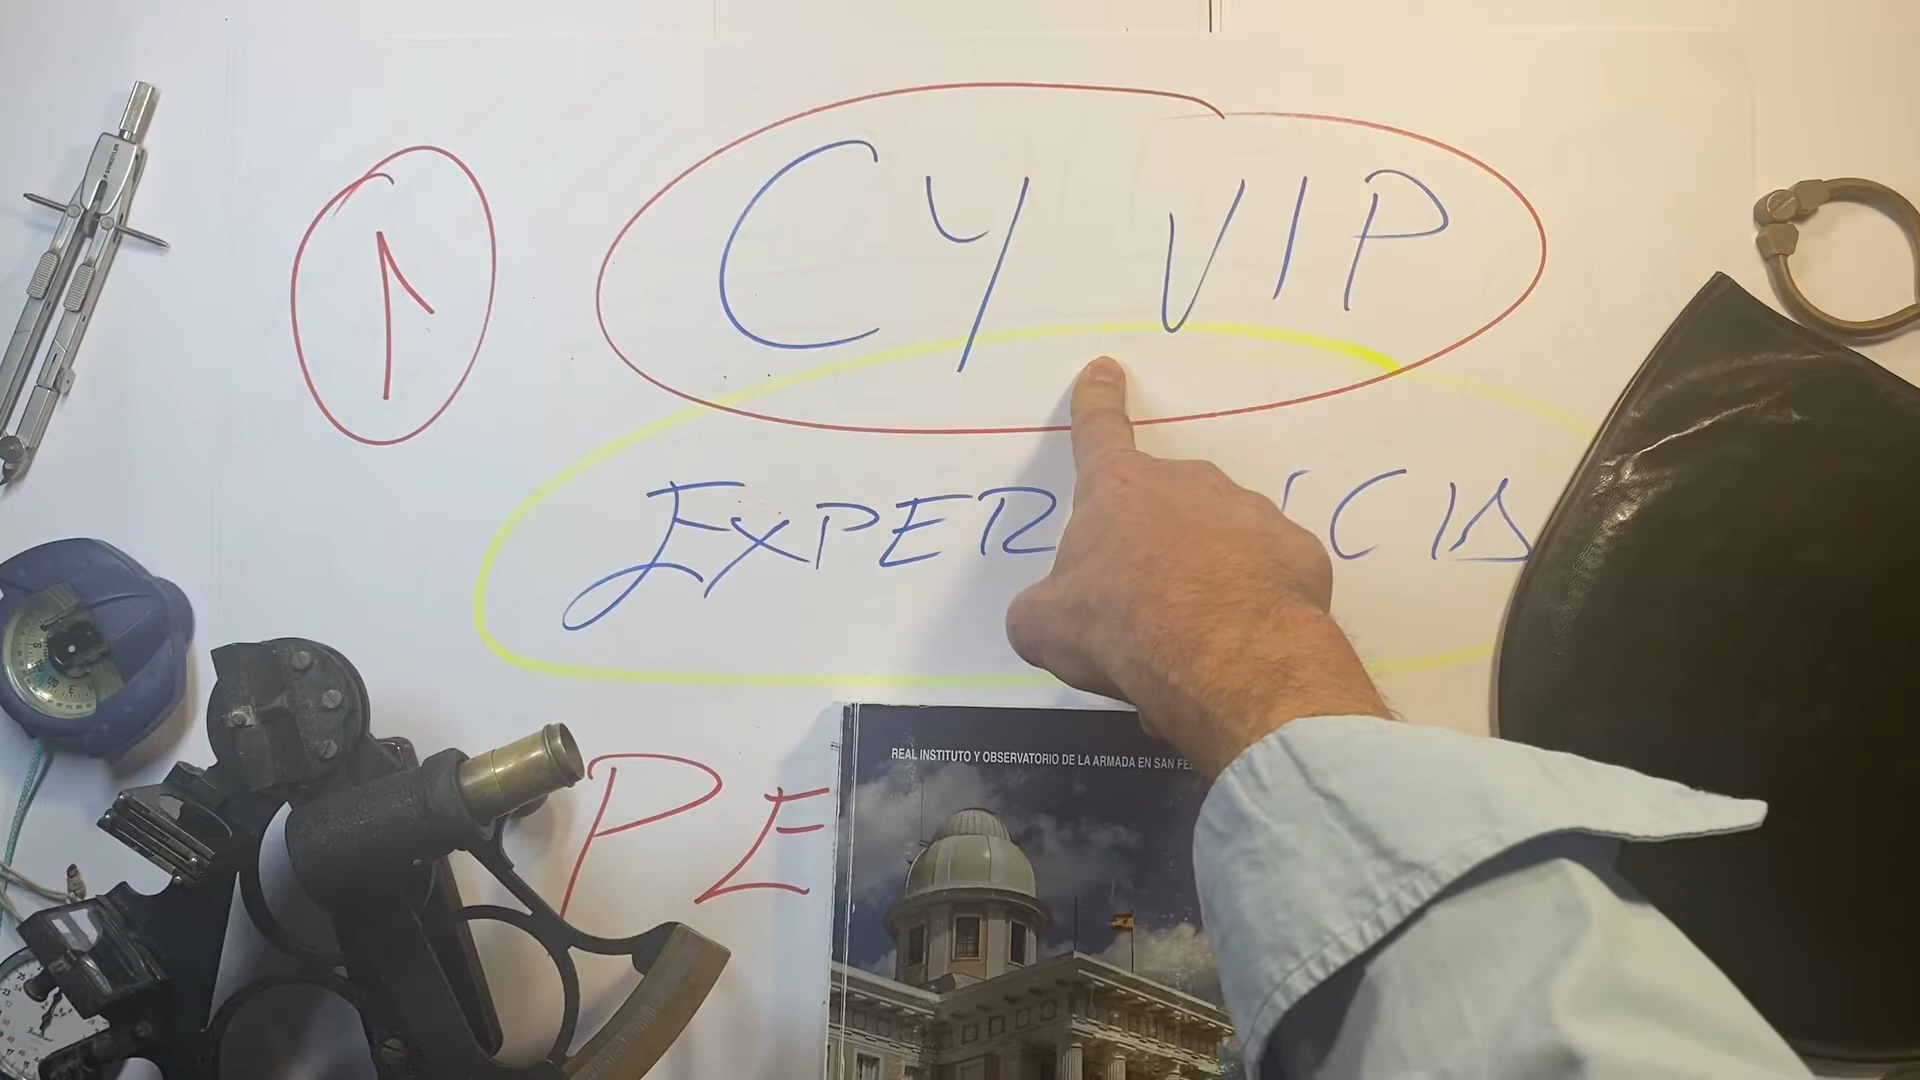 1 CY VIP
EXPER CIA
PE
REAL INSTITUTO Y OBSERVATORIO DE LA ARMADA EN SAN FE